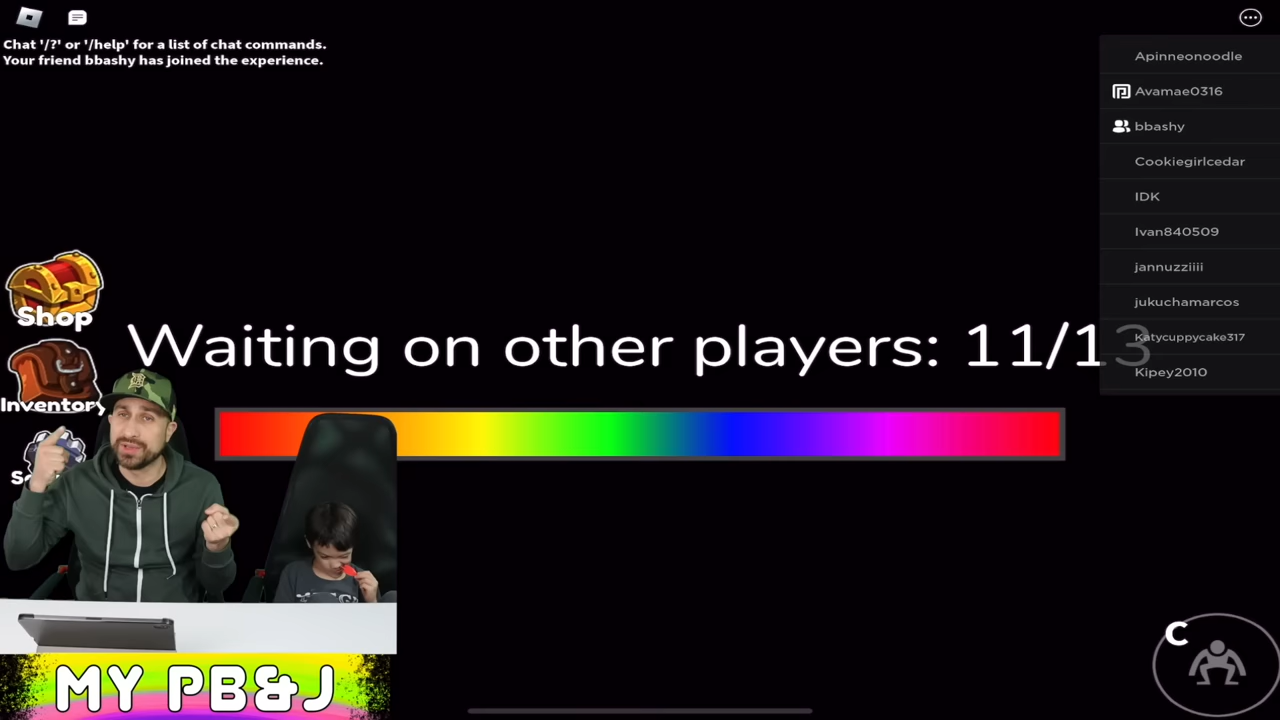 Chat '/?' or '/help' for a list of chat commands.
Your friend bbashy has joined the experience.
Apinneonoodle
Avamae0316
bbashy
Cookiegirlcedar
IDK
Ivan840509
jannuzziiii
jukuchamarcos
Katycuppycake317
Kipey2010
Shop
Waiting on other players: 11/13
Inventory
C
MY PB&J